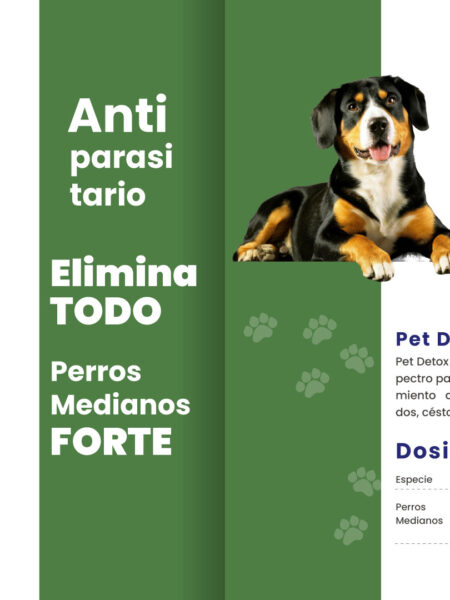 Anti
parasi
tario
Elimina
TODO
Perros
Medianos
FORTE
Pet D
Pet Detox
pectro pa
miento
dos, césto
Dosi
Especie
Perros
Medianos